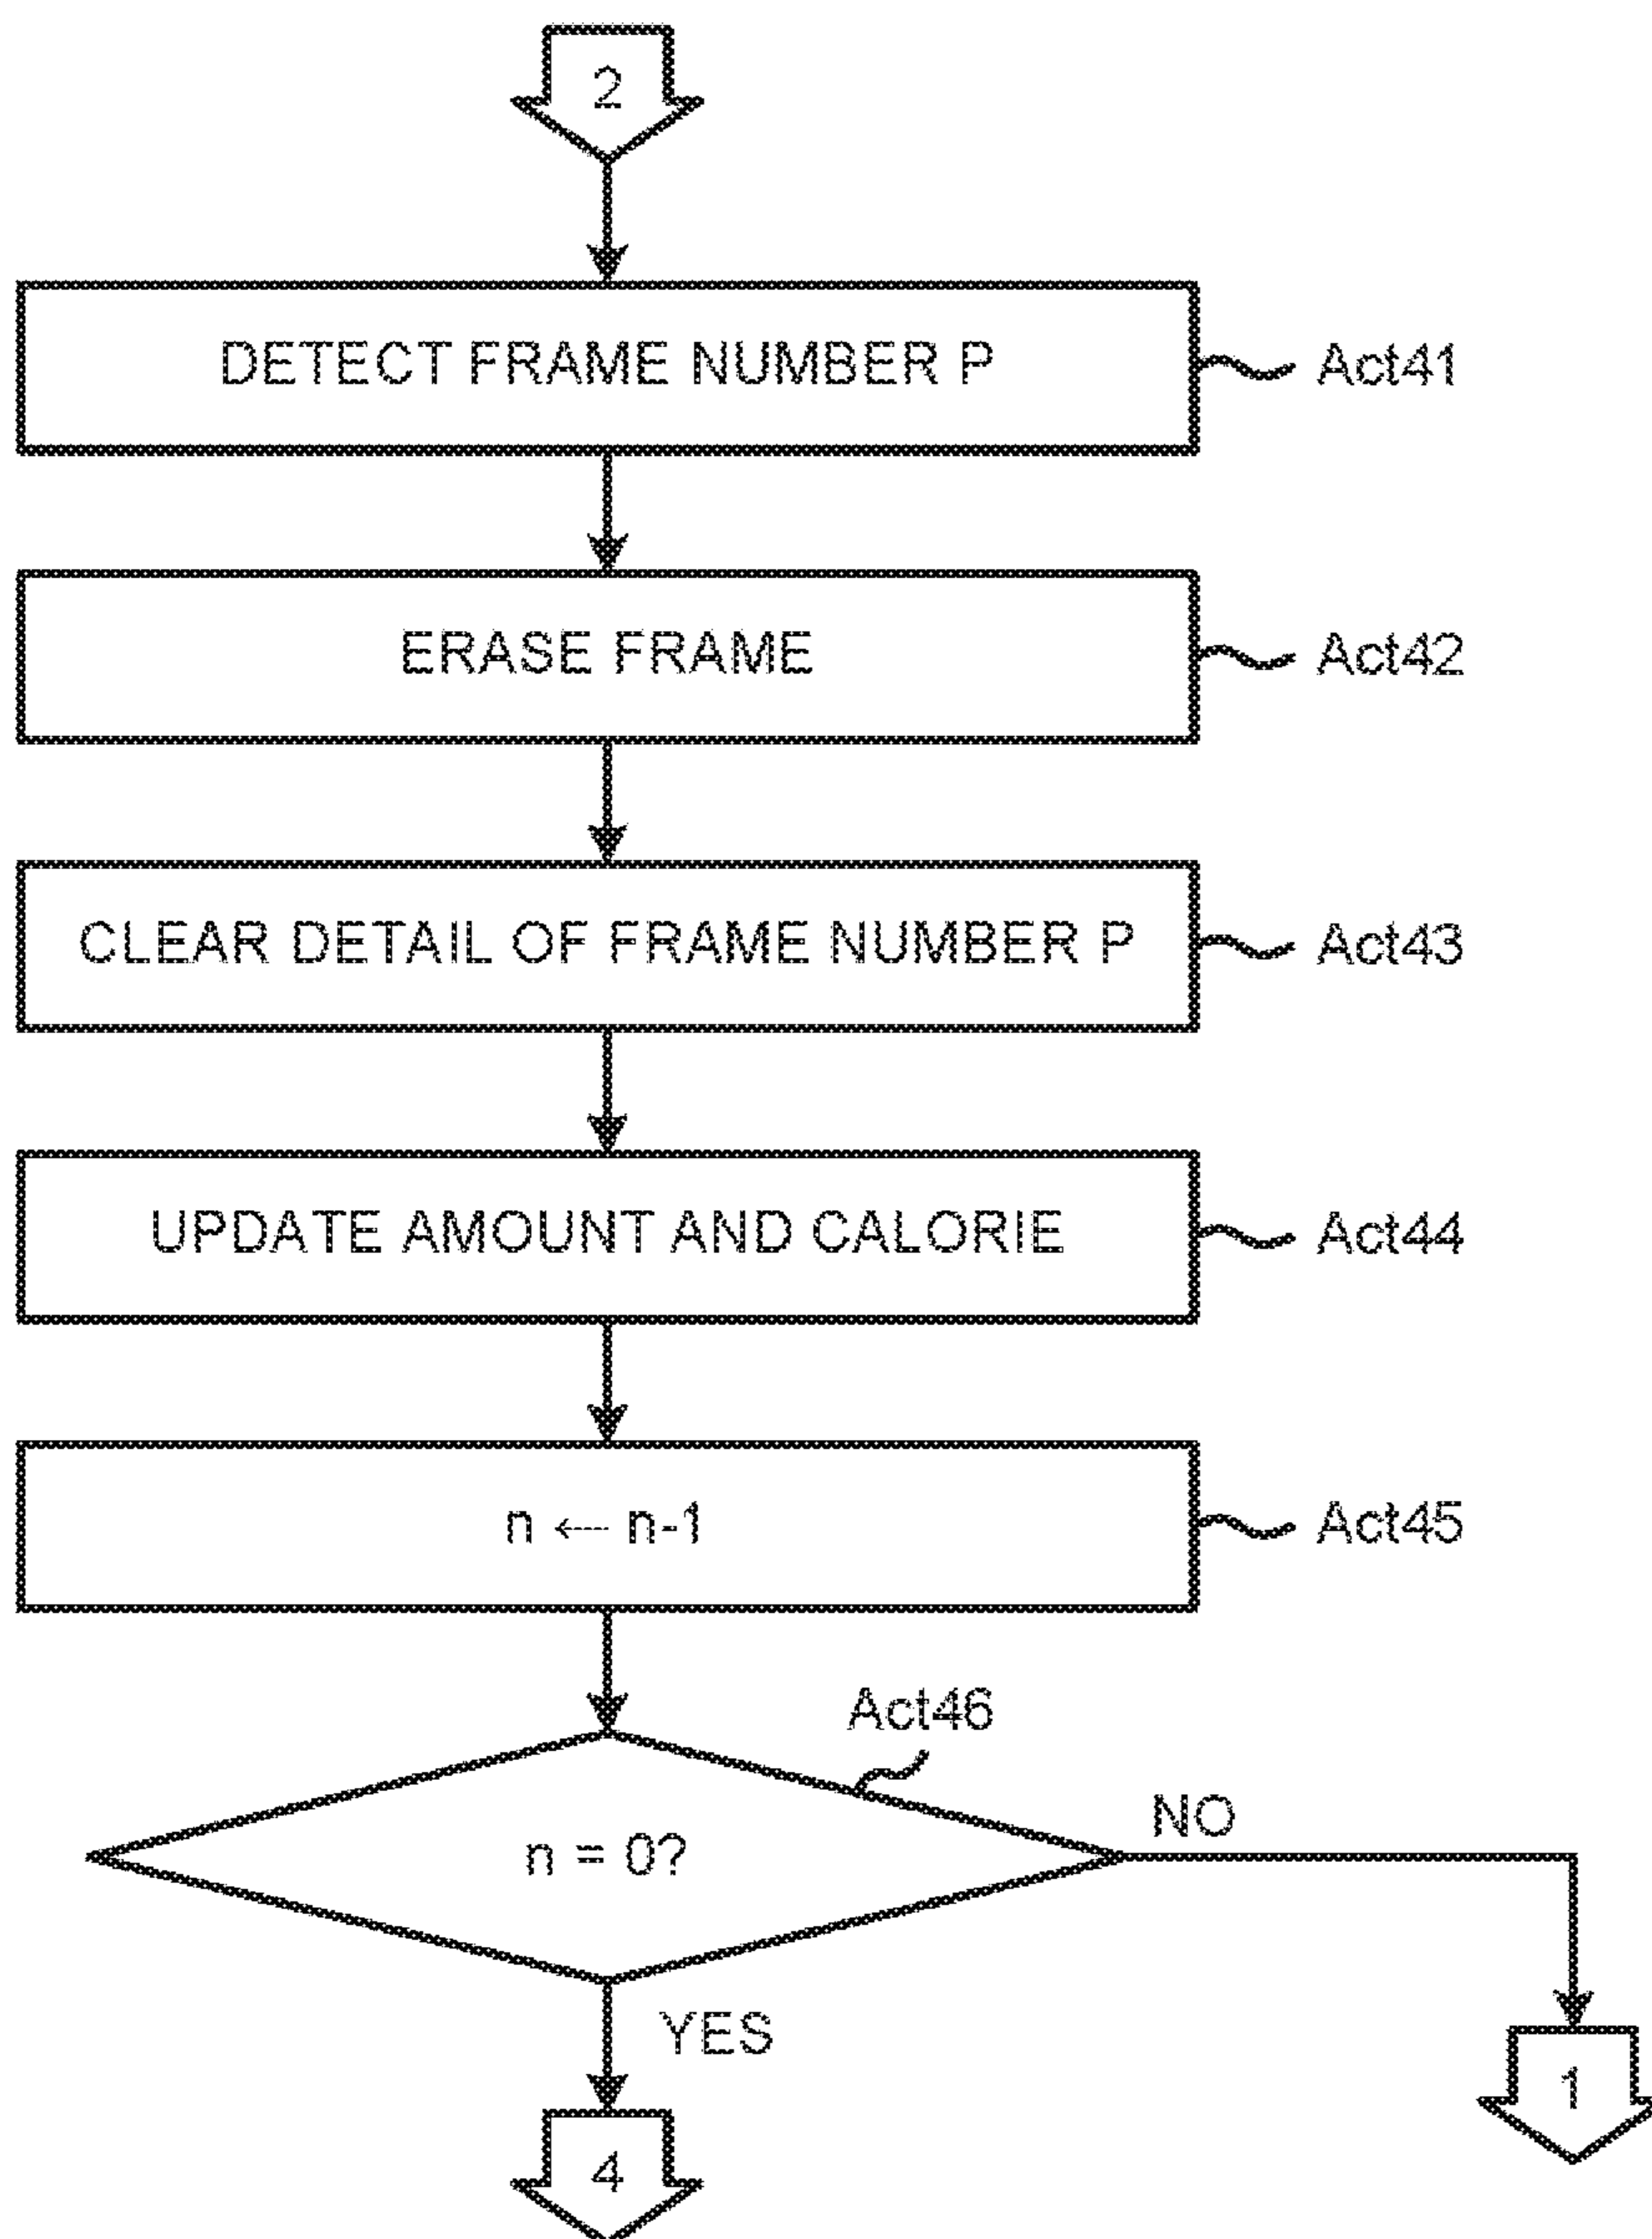 2
DETECT FRAME NUMBER P
Act41
ERASE FRAME
Act42
CLEAR DETAIL OF FRAME NUMBER P
Act43
UPDATE AMOUNT AND CALORIE
Act44
n ← n-1
Act45
Act46
n = 0?
NO
YES
1
4